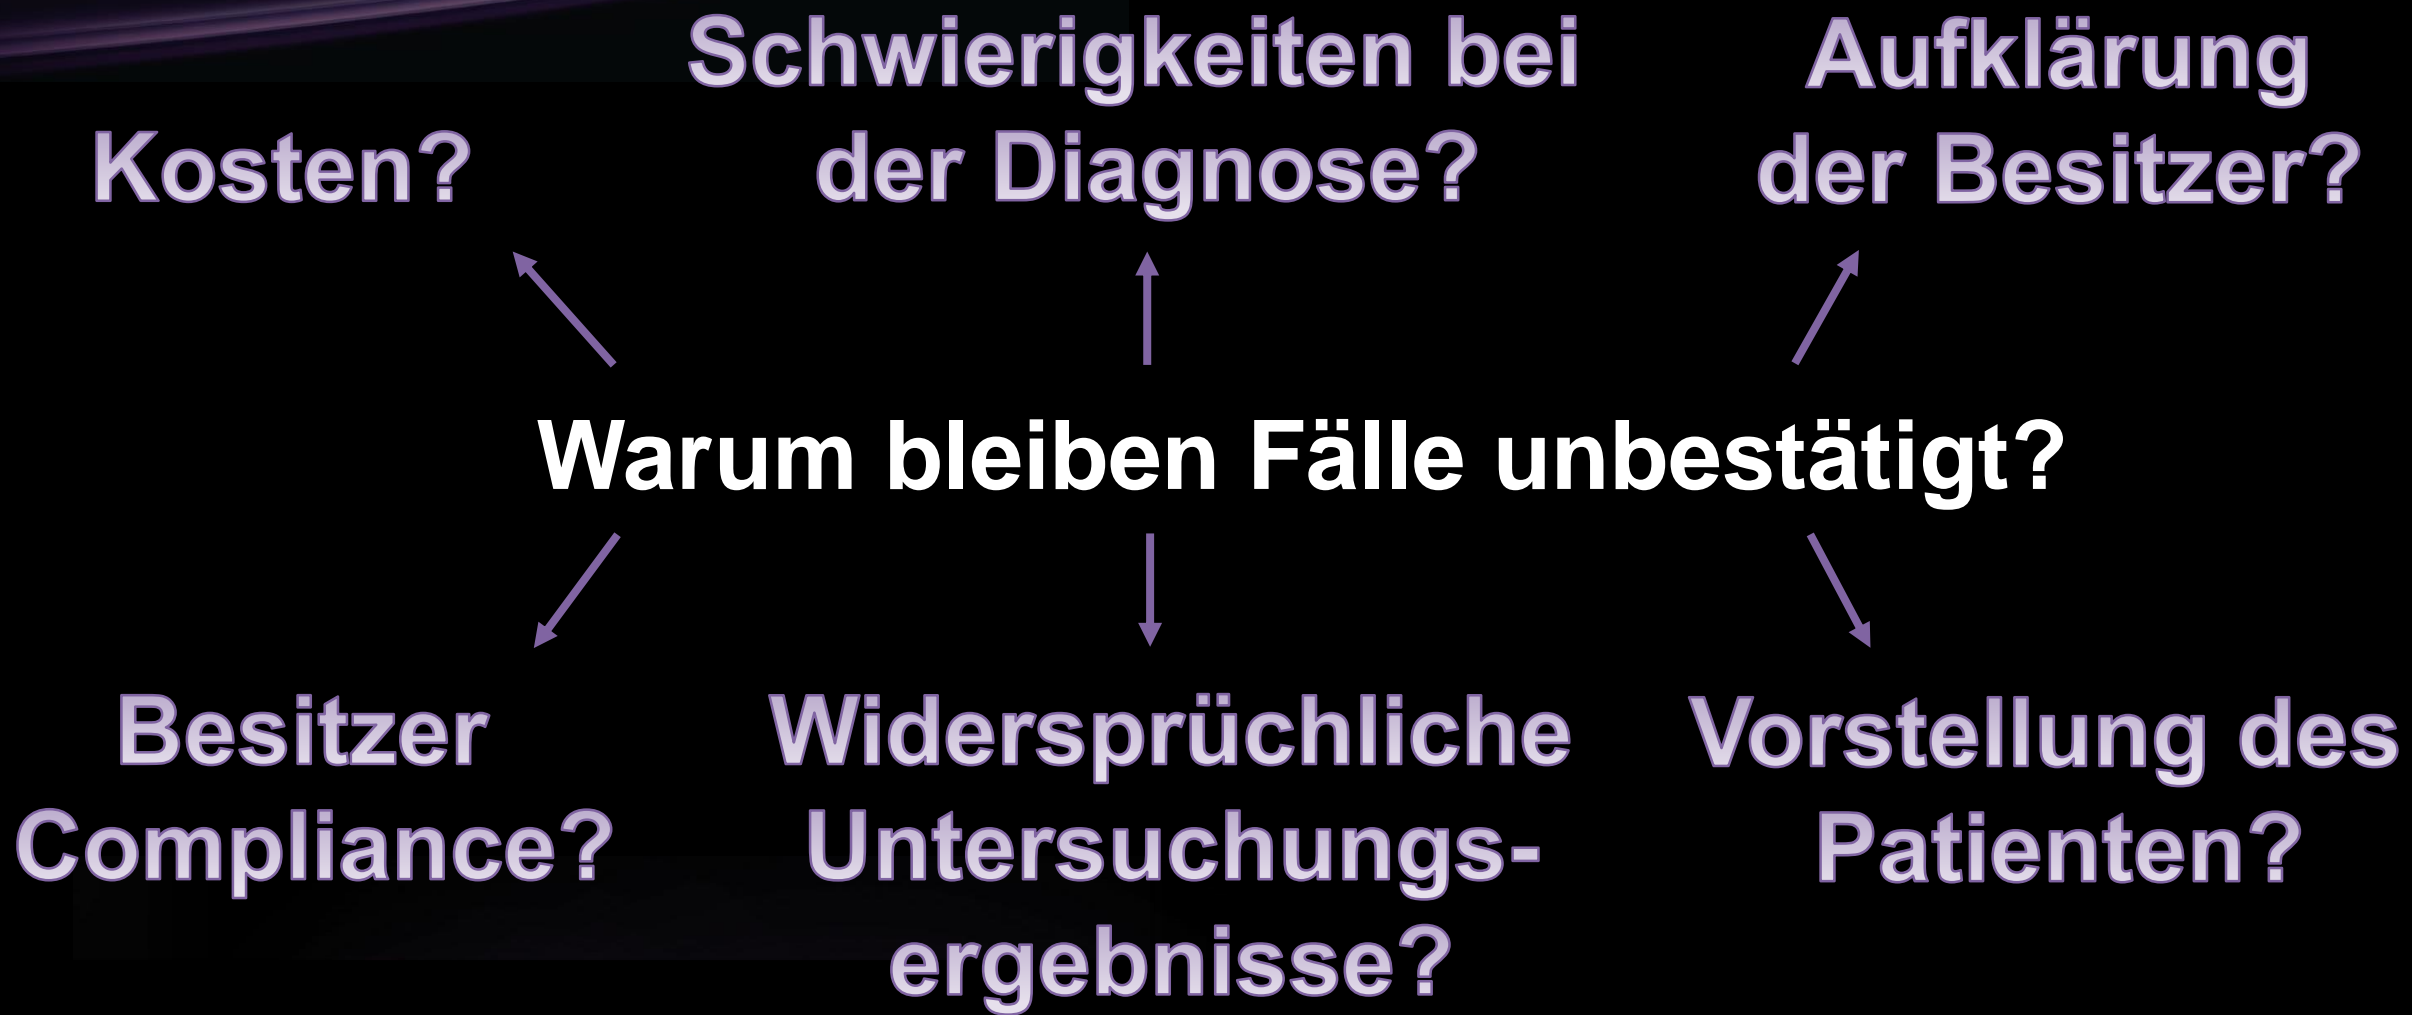 Kosten?
Schwierigkeiten bei
der Diagnose?
Aufklärung
der Besitzer?
Warum bleiben Fälle unbestätigt?
Besitzer
Compliance?
Widersprüchliche
Untersuchungs-
ergebnisse?
Vorstellung des
Patienten?